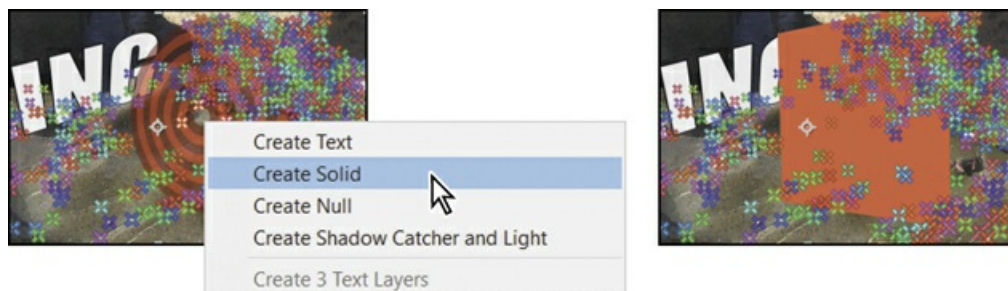 ING
ING
Create Text
Create Solid
Create Null
Create Shadow Catcher and Light
Create 3 Text Layers